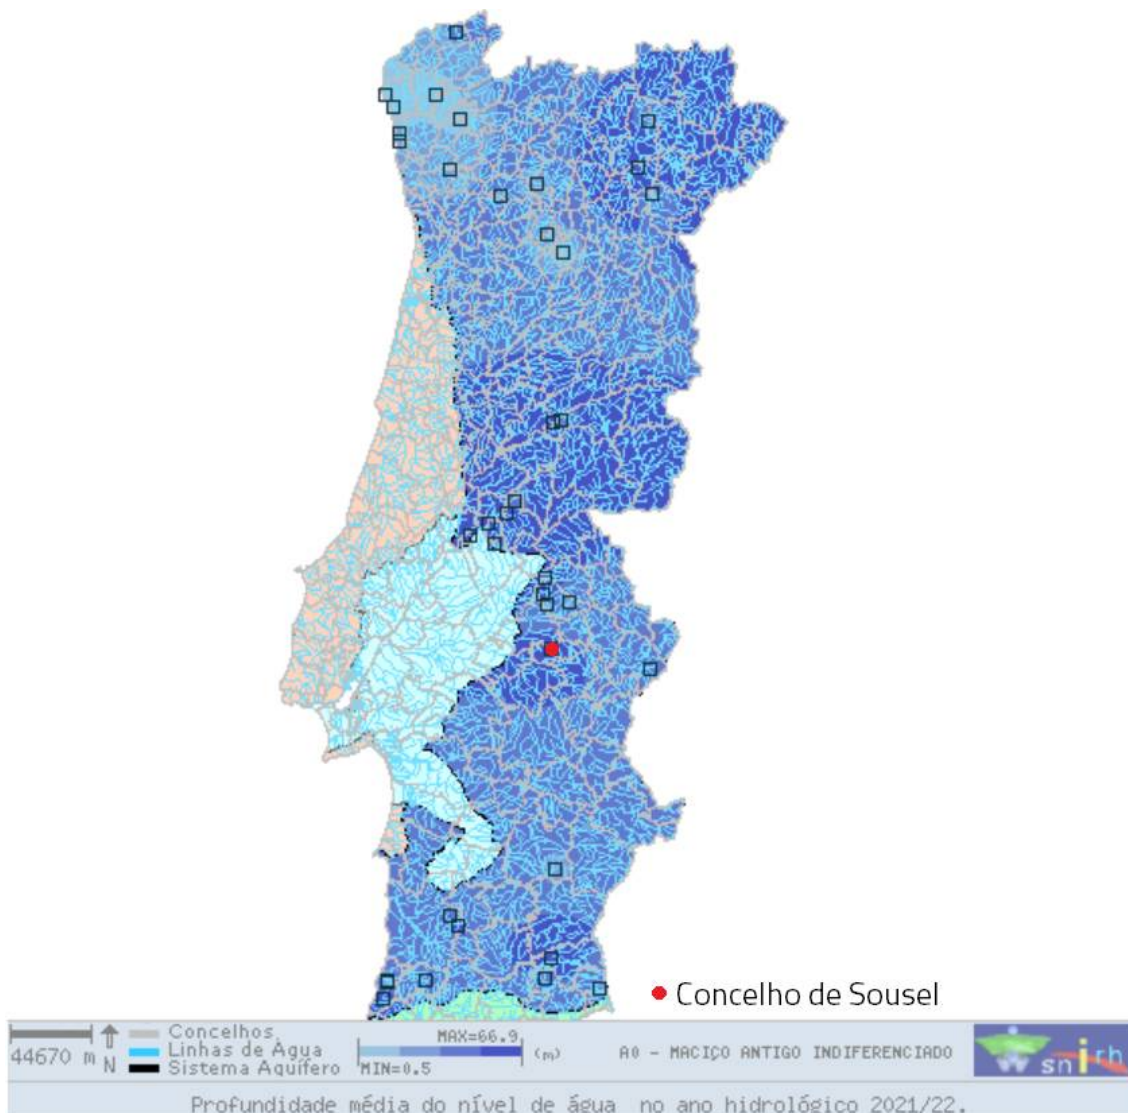 Concelho de Sousel
Concelhos
Linhas de Água
Sistema Aquífero
44670 m
N
MAX=66.9
MIN=0.5
(m)
A0 - MACIÇO ANTIGO INDIFERENCIADO
snirh
Profundidade média do nível de água no ano hidrológico 2021/22.